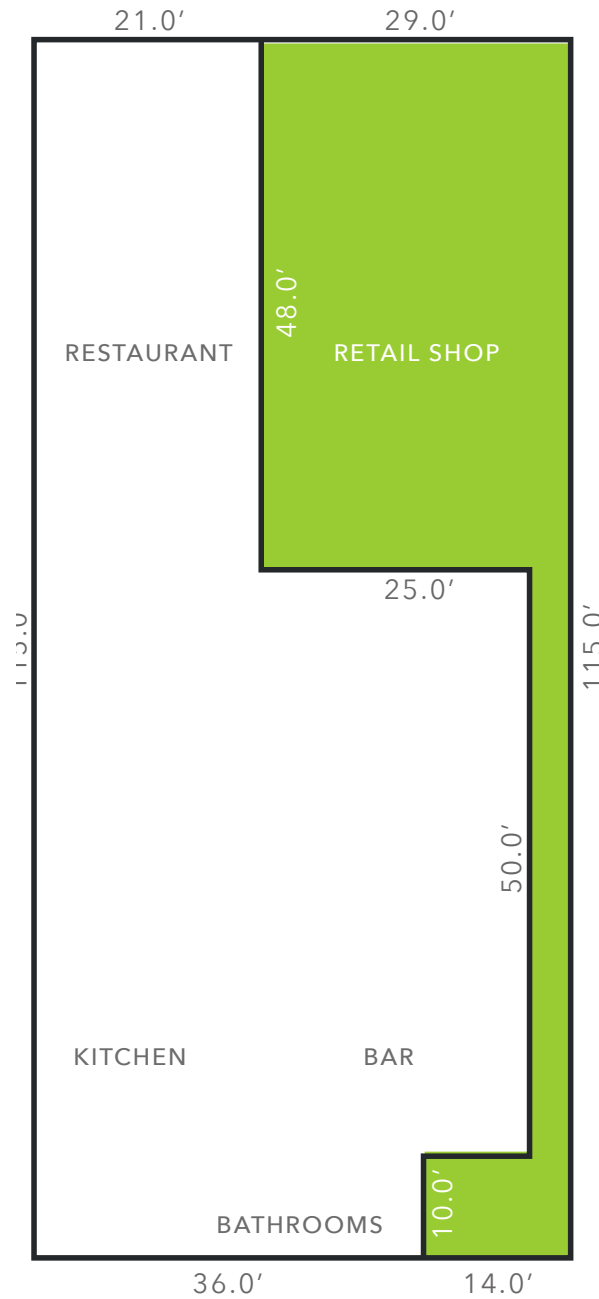 21.0′
29.0′
48.0′
RESTAURANT
RETAIL SHOP
25.0′
115.0′
50.0′
KITCHEN
BAR
10.0′
BATHROOMS
36.0′
14.0′